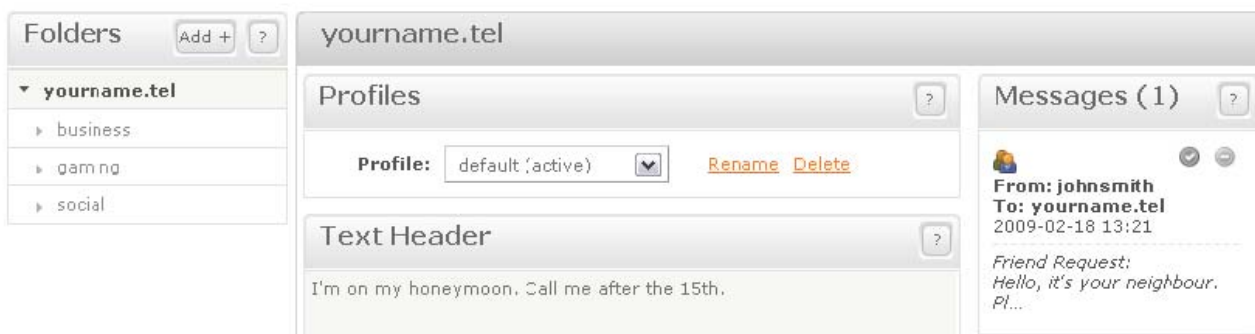 Folders
Add +
?
yourname.tel
business
gaming
social
yourname.tel
Profiles
?
Profile:
default (active)
Rename Delete
Text Header
?
I'm on my honeymoon. Call me after the 15th.
Messages (1)
?
From: johnsmith
To: yourname.tel
2009-02-18 13:21
Friend Request:
Hello, it's your neighbour.
Pl...